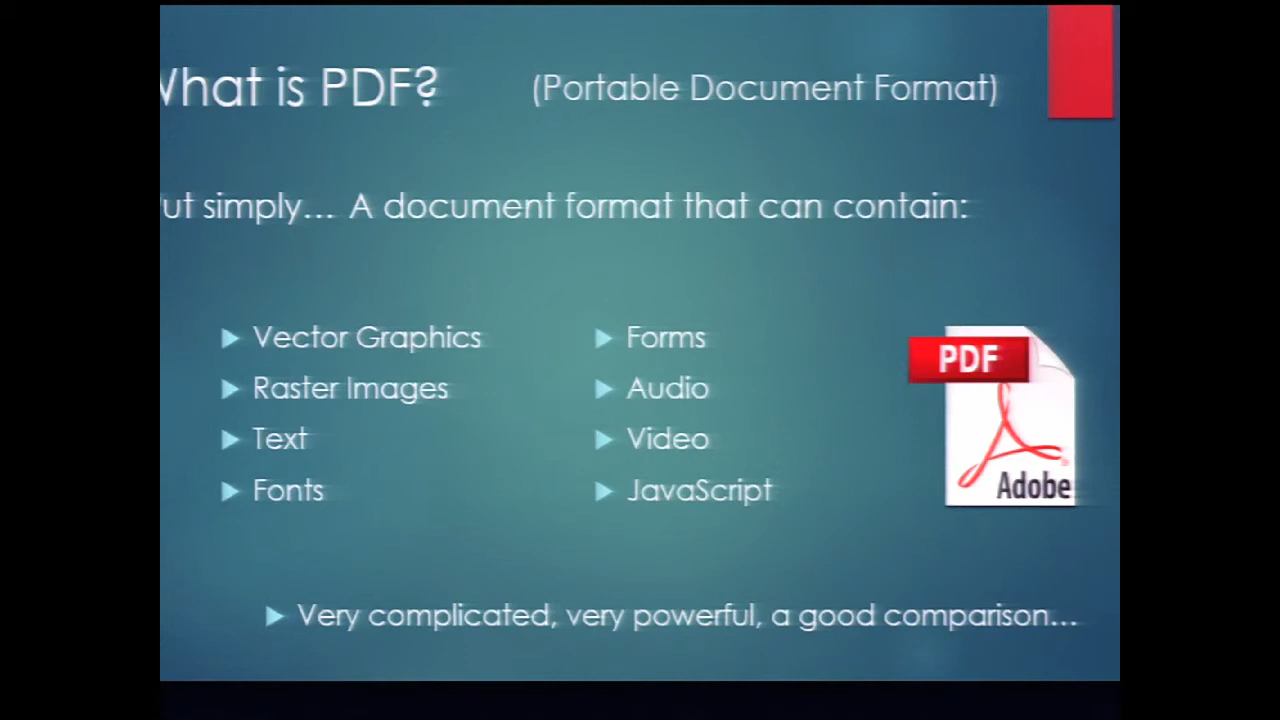 What is PDF? (Portable Document Format)
ut simply... A document format that can contain:
Vector Graphics
Raster Images
Text
Fonts
Forms
Audio
Video
JavaScript
PDF
Adobe
Very complicated, very powerful, a good comparison...